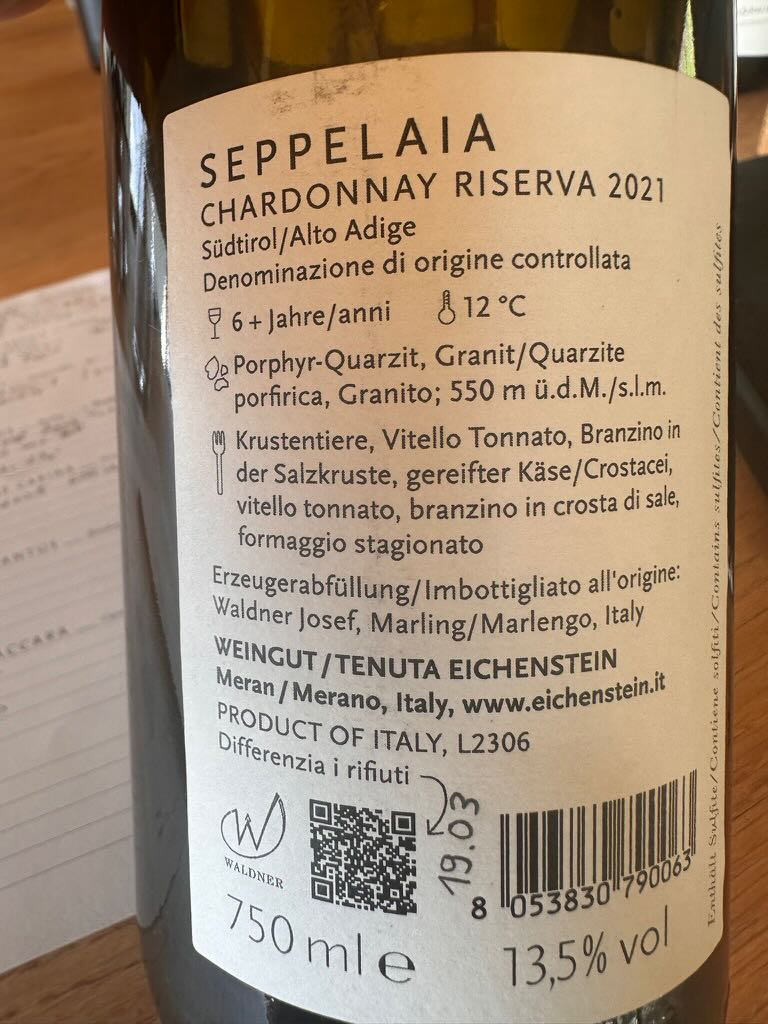 SEPPELAIA
CHARDONNAY RISERVA 2021
Südtirol/Alto Adige
Denominazione di origine controllata
6 + Jahre/anni 12 °C
Porphyr-Quarzit, Granit/Quarzite
porfirica, Granito; 550 m ü.d.M./s.l.m.
Krustentiere, Vitello Tonnato, Branzino in
der Salzkruste, gereifter Käse/Crostacei,
vitello tonnato, branzino in crosta di sale,
formaggio stagionato
Erzeugerabfüllung/Imbottigliato all'origine:
Waldner Josef, Marling/Marlengo, Italy
WEINGUT/TENUTA EICHENSTEIN
Meran/Merano, Italy, www.eichenstein.it
PRODUCT OF ITALY, L2306
Differenzia i rifiuti
W
WALDNER
19.03
8 053830 790063
750 ml e
13,5% vol
Enthält Sulfite/Contiene solfiti/Contains sulfites/Contient des sulfites
ACCARA